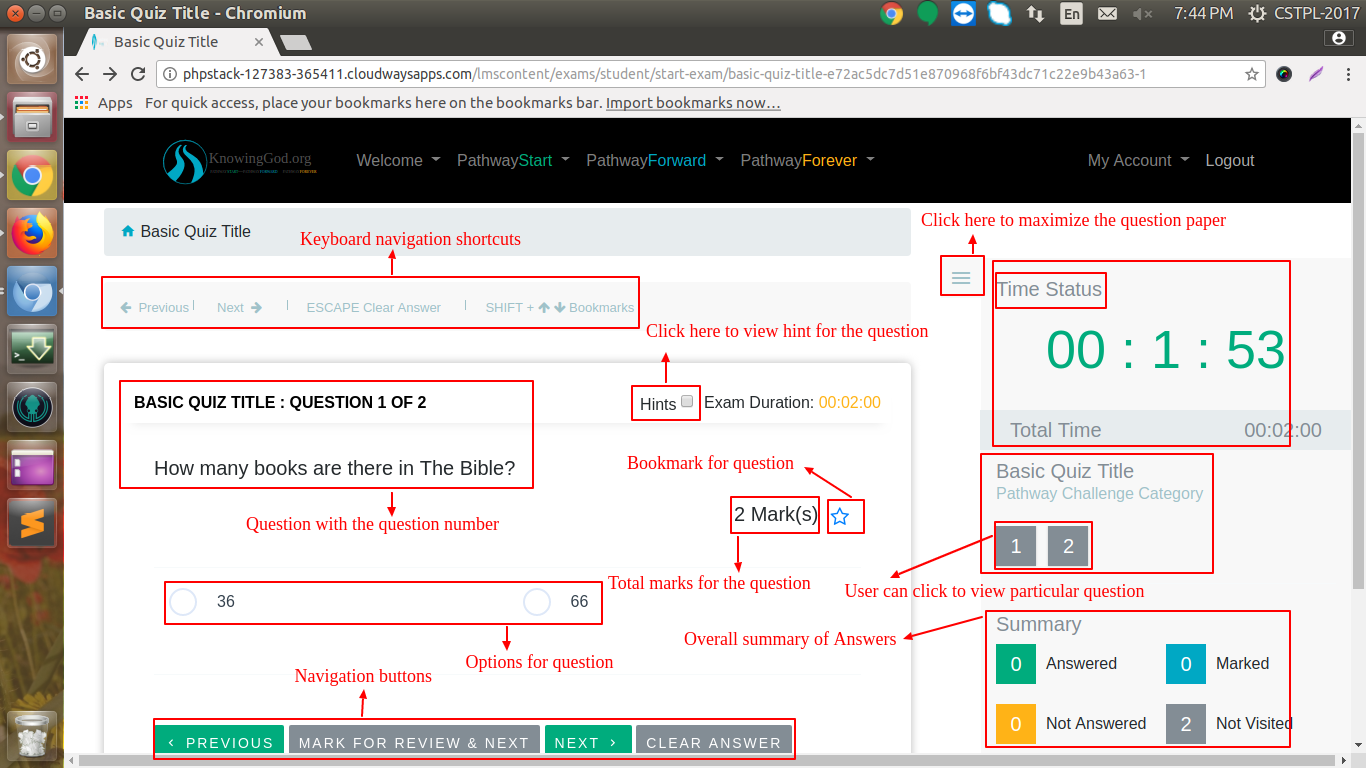 Basic Quiz Title - Chromium
En
7:44 PM
CSTPL-2017
Basic Quiz Title
phpstack-127383-365411.cloudwaysapps.com/lmscontent/exams/student/start-exam/basic-quiz-title-e72ac5dc7d51e870968f6bf43dc71c22e9b43a63-1
Apps For quick access, place your bookmarks here on the bookmarks bar. Import bookmarks now…
KnowingGod.org
Welcome PathwayStart PathwayForward PathwayForever My Account Logout
Click here to maximize the question paper
Basic Quiz Title
Keyboard navigation shortcuts
Previous Next ESCAPE Clear Answer SHIFT + Bookmarks
Time Status
00 : 1 : 53
Total Time 00:02:00
Click here to view hint for the question
BASIC QUIZ TITLE : QUESTION 1 OF 2
Hints Exam Duration: 00:02:00
How many books are there in The Bible?
Bookmark for question
Question with the question number
2 Mark(s)
Total marks for the question
Basic Quiz Title
Pathway Challenge Category
1 2
User can click to view particular question
36 66
Options for question
Overall summary of Answers
Summary
0 Answered 0 Marked
0 Not Answered 2 Not Visited
Navigation buttons
‹ PREVIOUS MARK FOR REVIEW & NEXT NEXT › CLEAR ANSWER